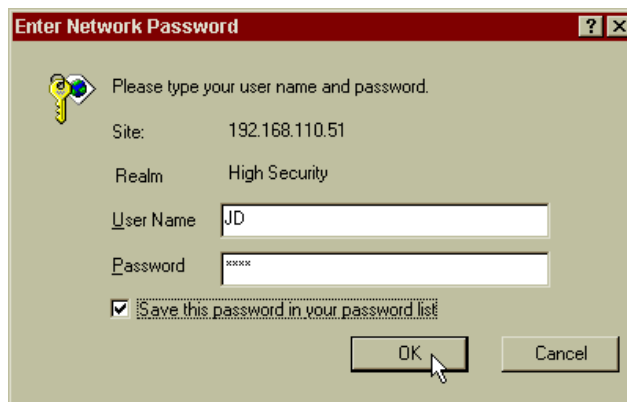 Enter Network Password
Please type your user name and password.
Site: 192.168.110.51
Realm High Security
User Name JD
Password ****
Save this password in your password list
OK Cancel